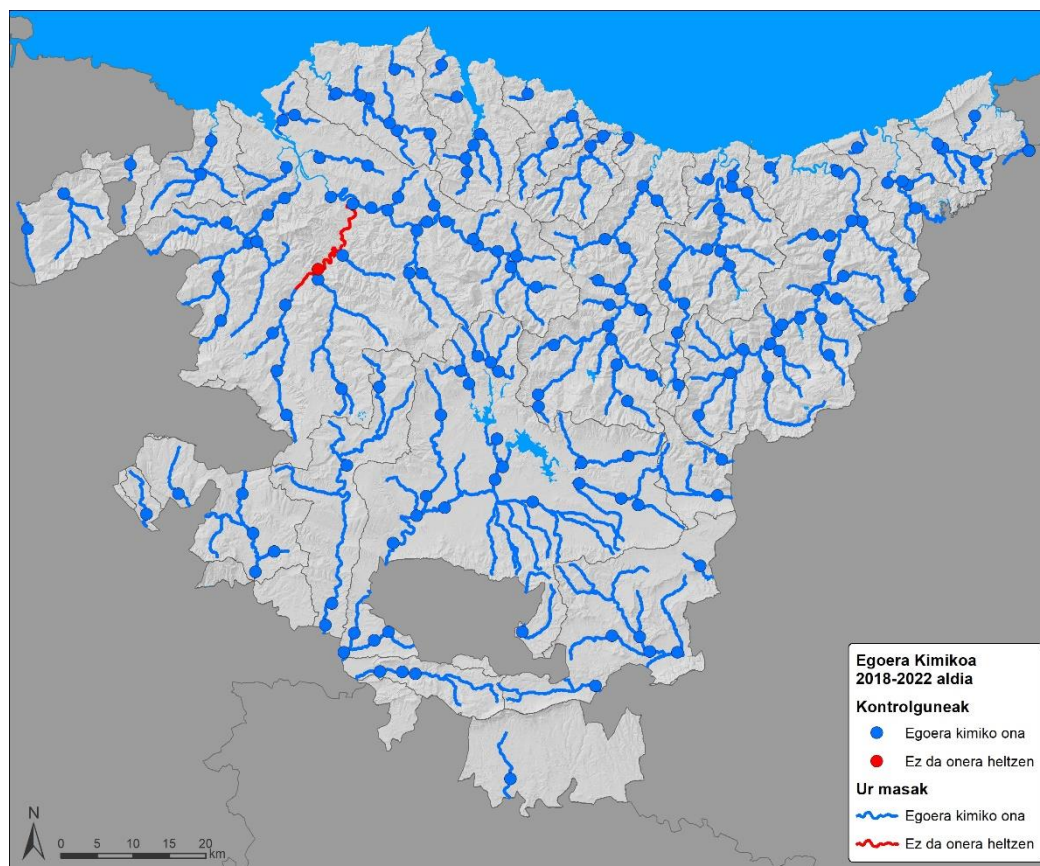 Egoera Kimikoa
2018-2022 aldia
Kontrolguneak
Egoera kimiko ona
Ez da onera heltzen
Ur masak
Egoera kimiko ona
Ez da onera heltzen
N
0 5 10 15 20
km